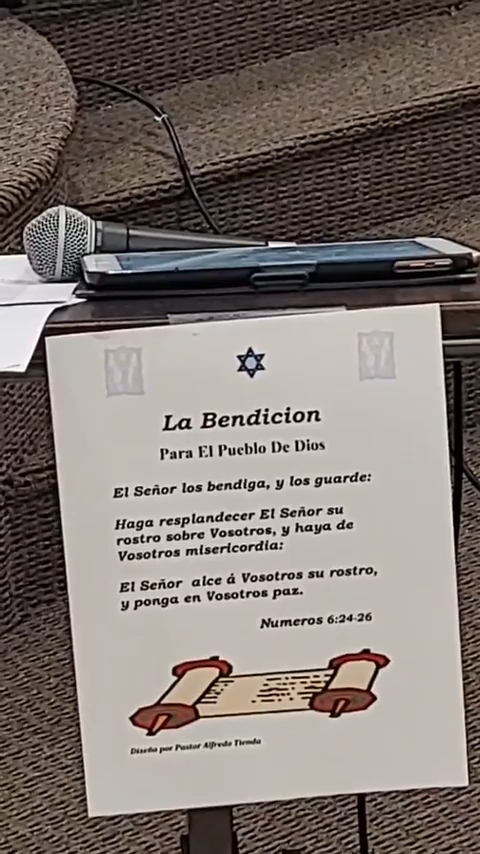 La Bendicion
Para El Pueblo De Dios
El Señor los bendiga, y los guarde:
Haga resplandecer El Señor su
rostro sobre Vosotros, y haya de
Vosotros misericordia:
El Señor alce á Vosotros su rostro,
y ponga en Vosotros paz.
Numeros 6:24-26
Diseño por Pastor Alfredo Tienda